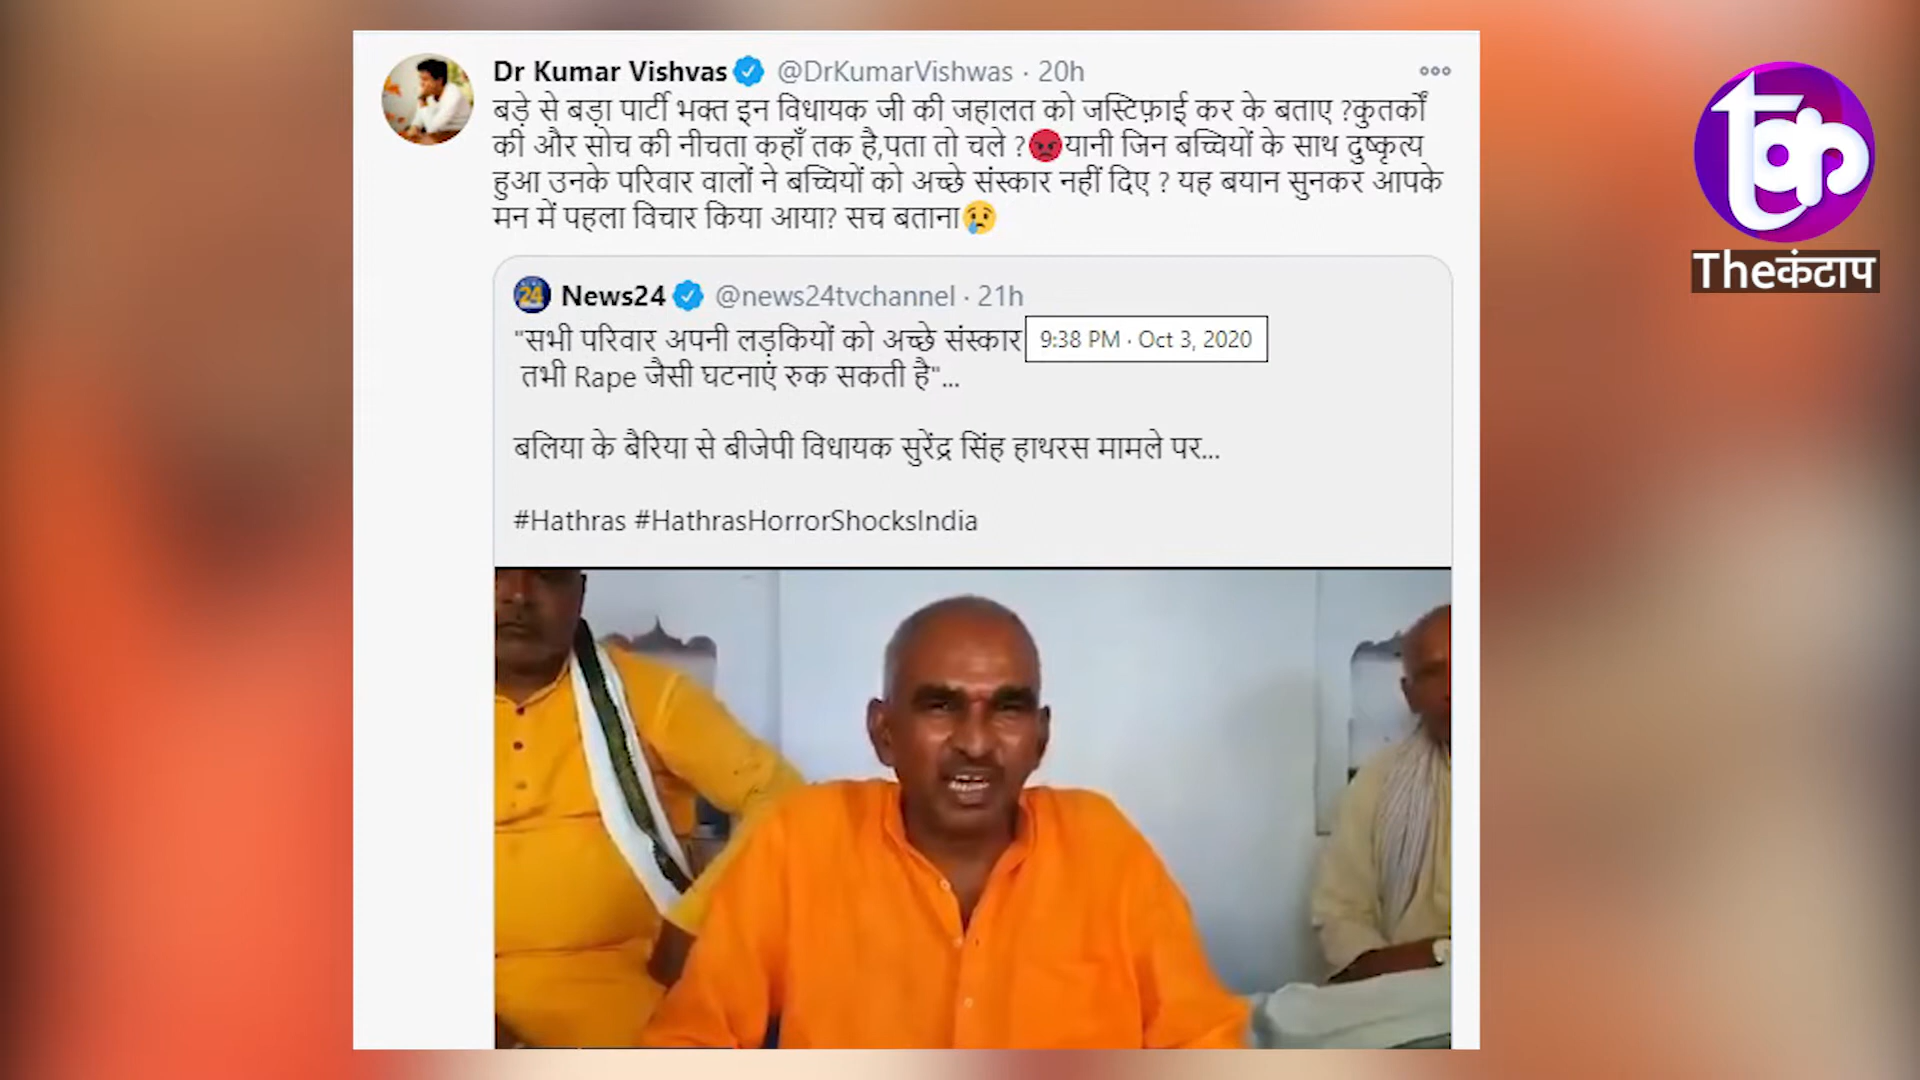 Dr Kumar Vishvas @DrKumarVishwas · 20h
बड़े से बड़ा पार्टी भक्त इन विधायक जी की जहालत को जस्टिफ़ाई कर के बताए ?कुतर्कों
की और सोच की नीचता कहाँ तक है,पता तो चले ?😡यानी जिन बच्चियों के साथ दुष्कृत्य
हुआ उनके परिवार वालों ने बच्चियों को अच्छे संस्कार नहीं दिए ? यह बयान सुनकर आपके
मन में पहला विचार किया आया? सच बताना😢
News24 @news24tvchannel · 21h
"सभी परिवार अपनी लड़कियों को अच्छे संस्कार
9:38 PM · Oct 3, 2020
तभी Rape जैसी घटनाएं रुक सकती है"...
बलिया के बैरिया से बीजेपी विधायक सुरेंद्र सिंह हाथरस मामले पर...
#Hathras #HathrasHorrorShocksIndia
tap
Theकंटाप
24